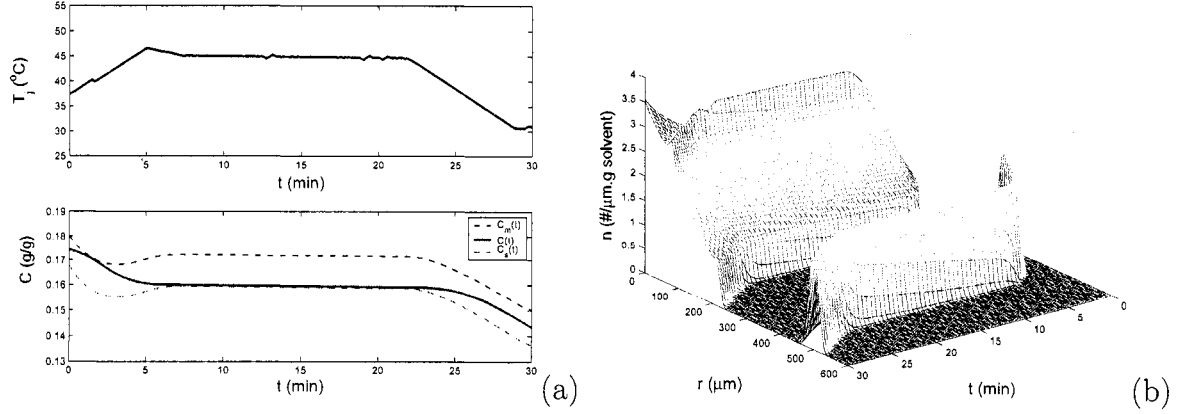 55
50
45
40
35
30
25
T_j (°C)
0 5 10 15 20 25 30
t (min)
0.19
0.18
0.17
0.16
0.15
0.14
0.13
C (g/g)
C_m(t)
C(t)
C_s(t)
0 5 10 15 20 25 30
t (min)
(a)
4
3.5
3
2.5
2
1.5
1
0.5
0
n (#/μm.g solvent)
0
100
200
300
400
500
600
r (μm)
30
25
20
15
10
5
0
t (min)
(b)